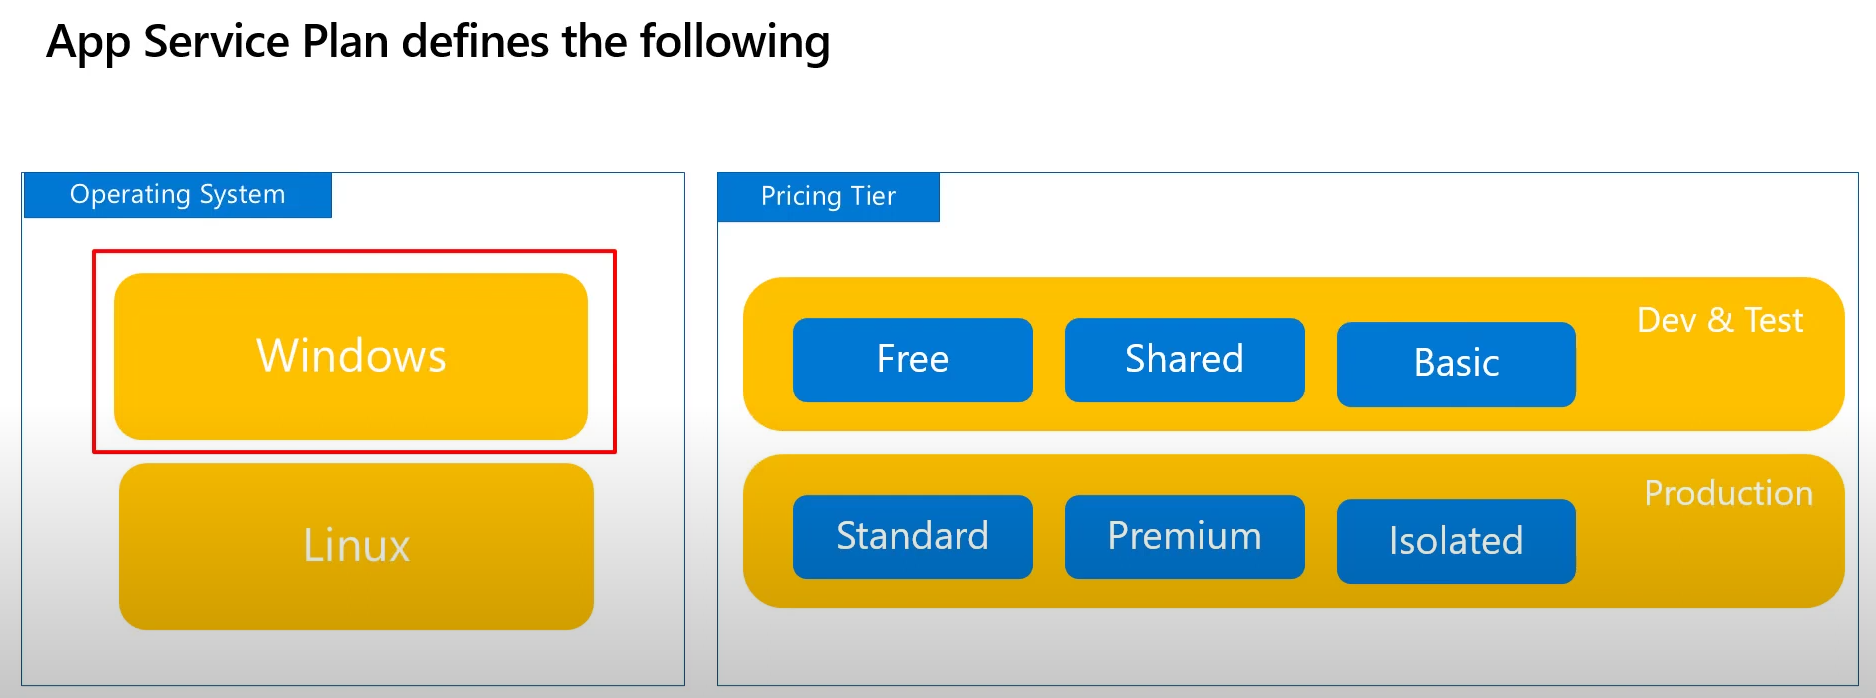 App Service Plan defines the following
Operating System
Windows
Linux
Pricing Tier
Dev & Test
Free
Shared
Basic
Production
Standard
Premium
Isolated